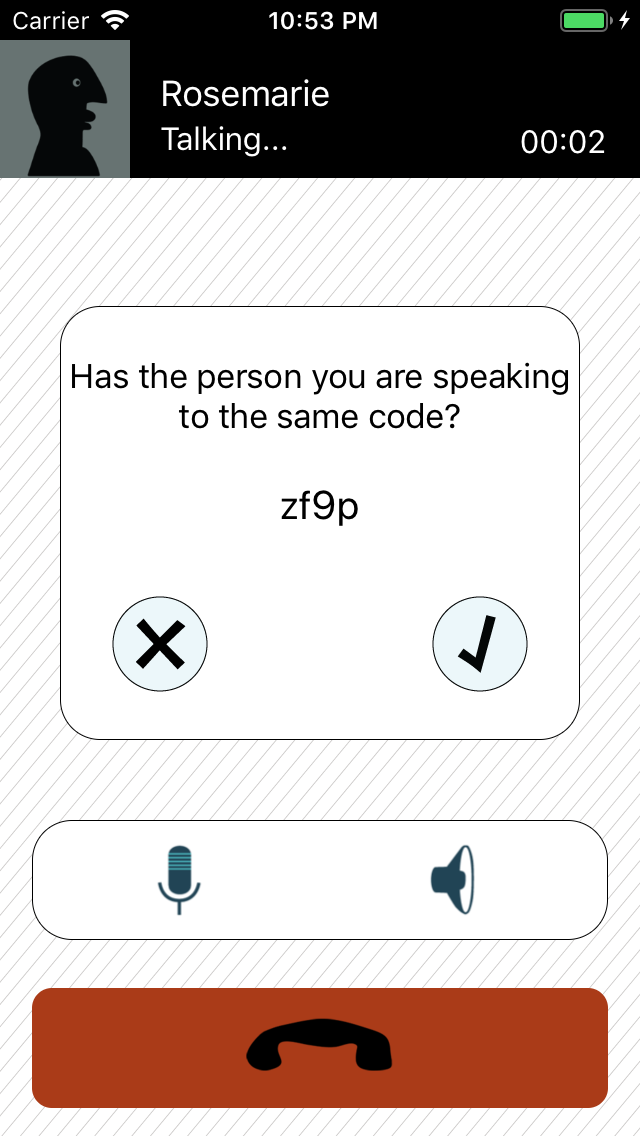 Carrier 10:53 PM
Rosemarie
Talking...
00:02
Has the person you are speaking
to the same code?
zf9p